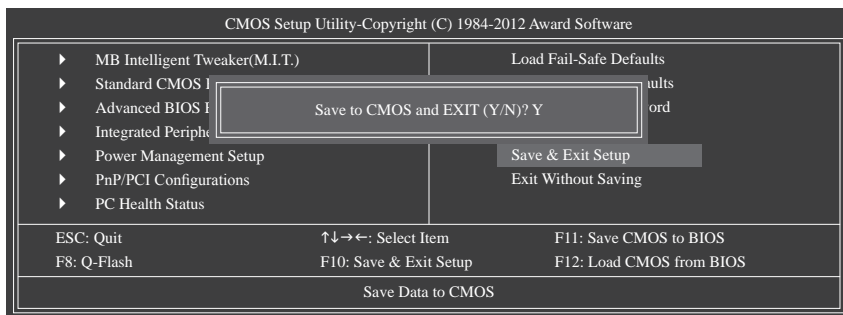 CMOS Setup Utility-Copyright (C) 1984-2012 Award Software
MB Intelligent Tweaker(M.I.T.)
Standard CMOS
Advanced BIOS
Integrated
Power Management Setup
PnP/PCI Configurations
PC Health Status
Load Fail-Safe Defaults
Save & Exit Setup
Exit Without Saving
Save to CMOS and EXIT (Y/N)? Y
ESC: Quit ↑↓→←: Select Item F11: Save CMOS to BIOS
F8: Q-Flash F10: Save & Exit Setup F12: Load CMOS from BIOS
Save Data to CMOS